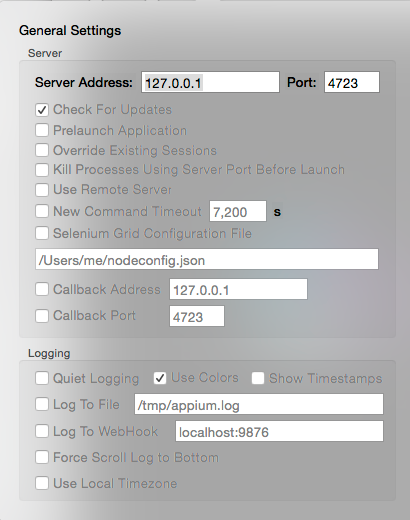 General Settings
Server
Server Address: 127.0.0.1 Port: 4723
Check For Updates
Prelaunch Application
Override Existing Sessions
Kill Processes Using Server Port Before Launch
Use Remote Server
New Command Timeout 7,200 s
Selenium Grid Configuration File
/Users/me/nodeconfig.json
Callback Address 127.0.0.1
Callback Port 4723
Logging
Quiet Logging Use Colors Show Timestamps
Log To File /tmp/appium.log
Log To WebHook localhost:9876
Force Scroll Log to Bottom
Use Local Timezone